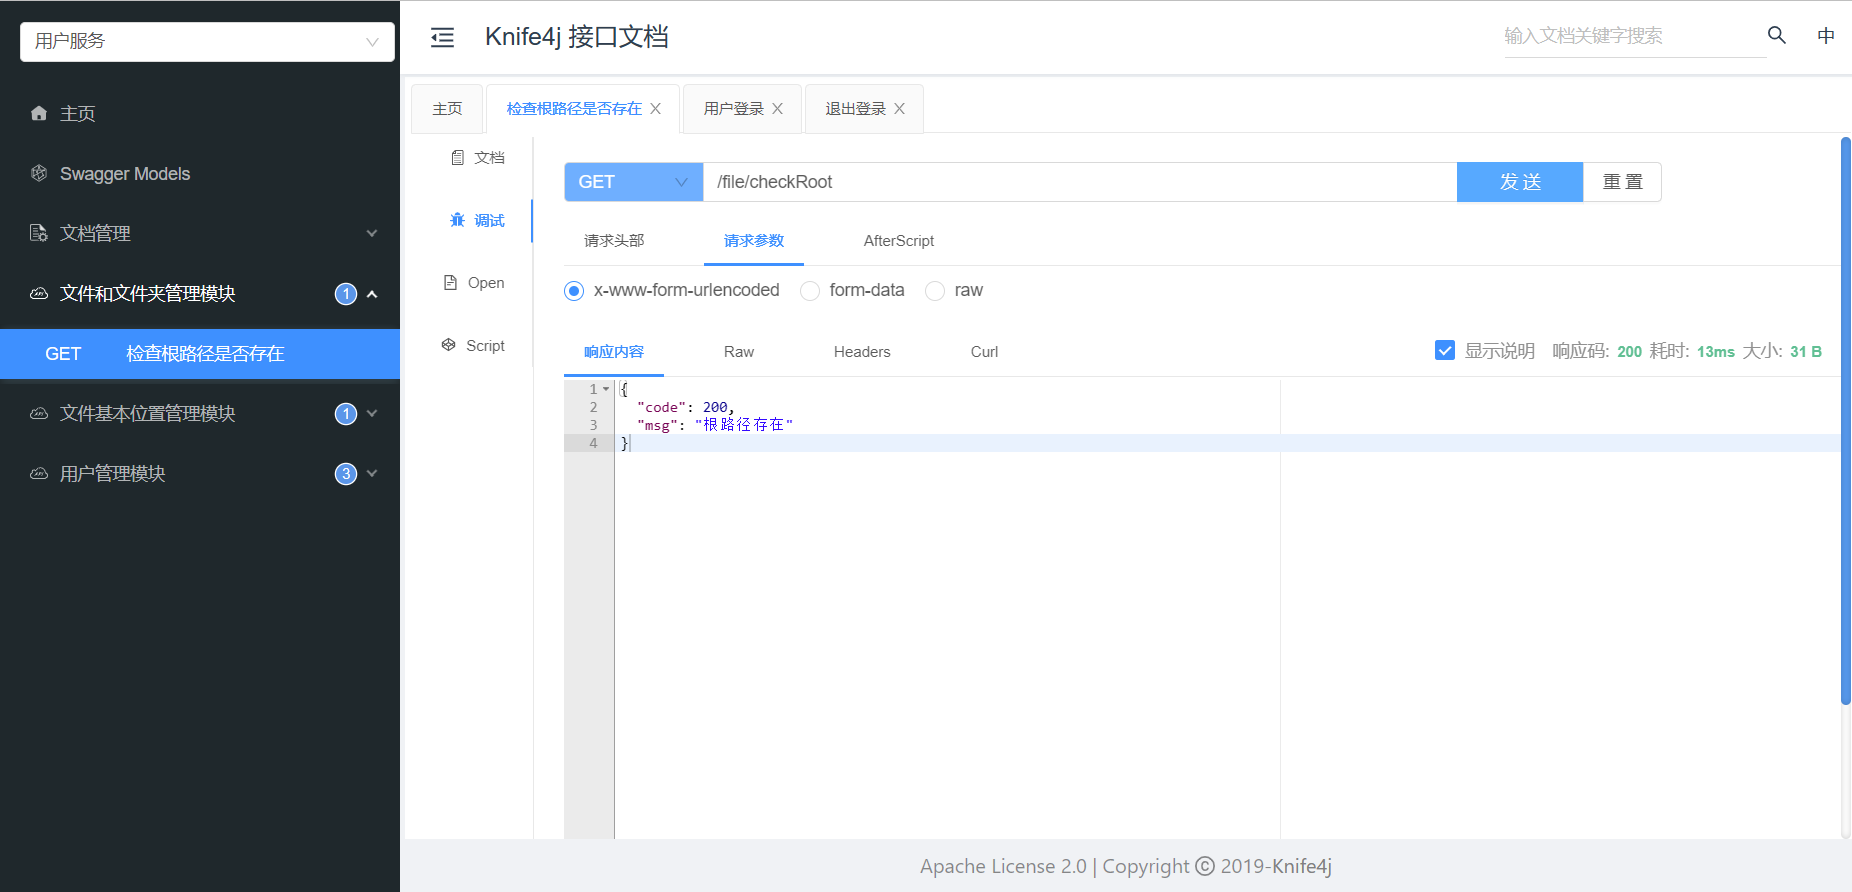 用户服务
主页
Swagger Models
文档管理
文件和文件夹管理模块 1
GET 检查根路径是否存在
文件基本位置管理模块 1
用户管理模块 3
Knife4j 接口文档
输入文档关键字搜索
中
主页 检查根路径是否存在 用户登录 退出登录
文档
调试
Open
Script
GET /file/checkRoot 发 送 重 置
请求头部 请求参数 AfterScript
x-www-form-urlencoded form-data raw
响应内容 Raw Headers Curl 显示说明 响应码: 200 耗时: 13ms 大小: 31 B
1 {
2 "code": 200,
3 "msg": "根路径存在"
4 }
Apache License 2.0 | Copyright © 2019-Knife4j